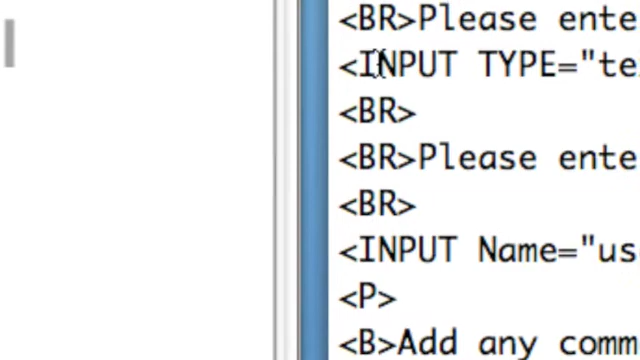 <BR>Please ente
<INPUT TYPE="te
<BR>
<BR>Please ente
<BR>
<INPUT Name="us
<P>
<B>Add any comm